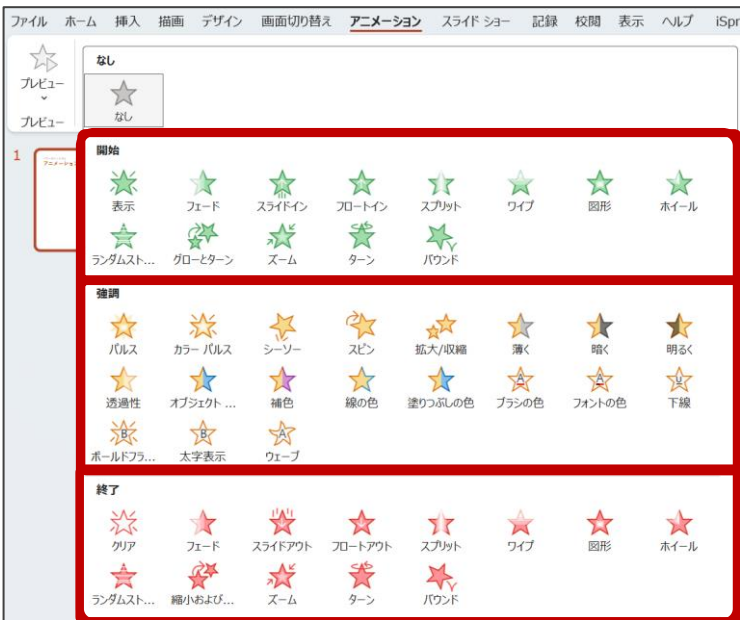 ファイル ホーム 挿入 描画 デザイン 画面切り替え アニメーション スライド ショー 記録 校閲 表示 ヘルプ iSpr
プレビュー
プレビュー
なし
なし
1
アニメーション
開始
表示 フェード スライドイン フロートイン スプリット ワイプ 図形 ホイール
ランダムスト... グローとターン ズーム ターン バウンド
強調
パルス カラー パルス シーソー スピン 拡大/収縮 薄く 暗く 明るく
透過性 オブジェクト ... 補色 線の色 塗りつぶしの色 ブラシの色 フォントの色 下線
ボールドフラ... 太字表示 ウェーブ
終了
クリア フェード スライドアウト フロートアウト スプリット ワイプ 図形 ホイール
ランダムスト... 縮小および... ズーム ターン バウンド